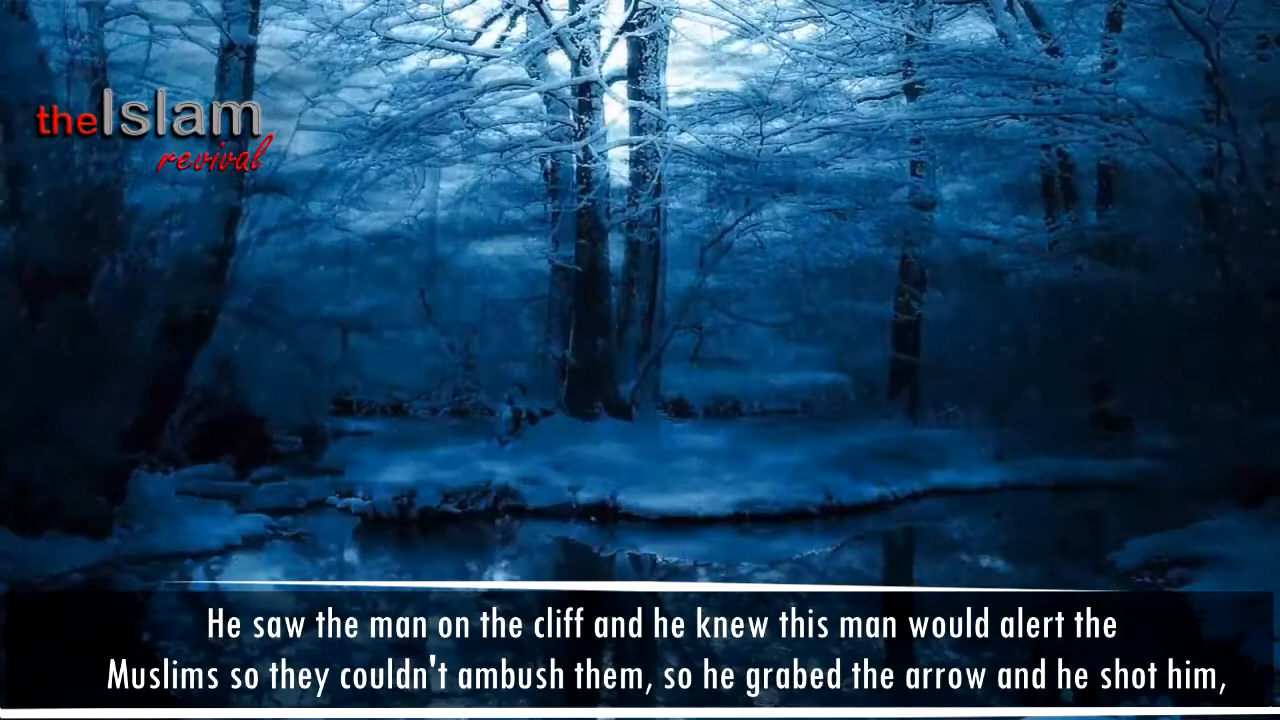 theIslam
revival
He saw the man on the cliff and he knew this man would alert the
Muslims so they couldn't ambush them, so he grabed the arrow and he shot him,